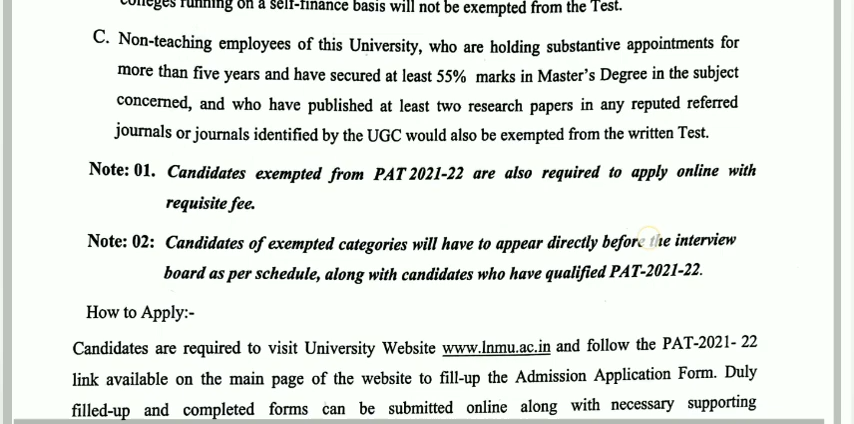 colleges running on a self-finance basis will not be exempted from the Test.
C. Non-teaching employees of this University, who are holding substantive appointments for
more than five years and have secured at least 55% marks in Master's Degree in the subject
concerned, and who have published at least two research papers in any reputed referred
journals or journals identified by the UGC would also be exempted from the written Test.
Note: 01. Candidates exempted from PAT 2021-22 are also required to apply online with
requisite fee.
Note: 02: Candidates of exempted categories will have to appear directly before the interview
board as per schedule, along with candidates who have qualified PAT-2021-22.
How to Apply:-
Candidates are required to visit University Website www.lnmu.ac.in and follow the PAT-2021- 22
link available on the main page of the website to fill-up the Admission Application Form. Duly
filled-up and completed forms can be submitted online along with necessary supporting